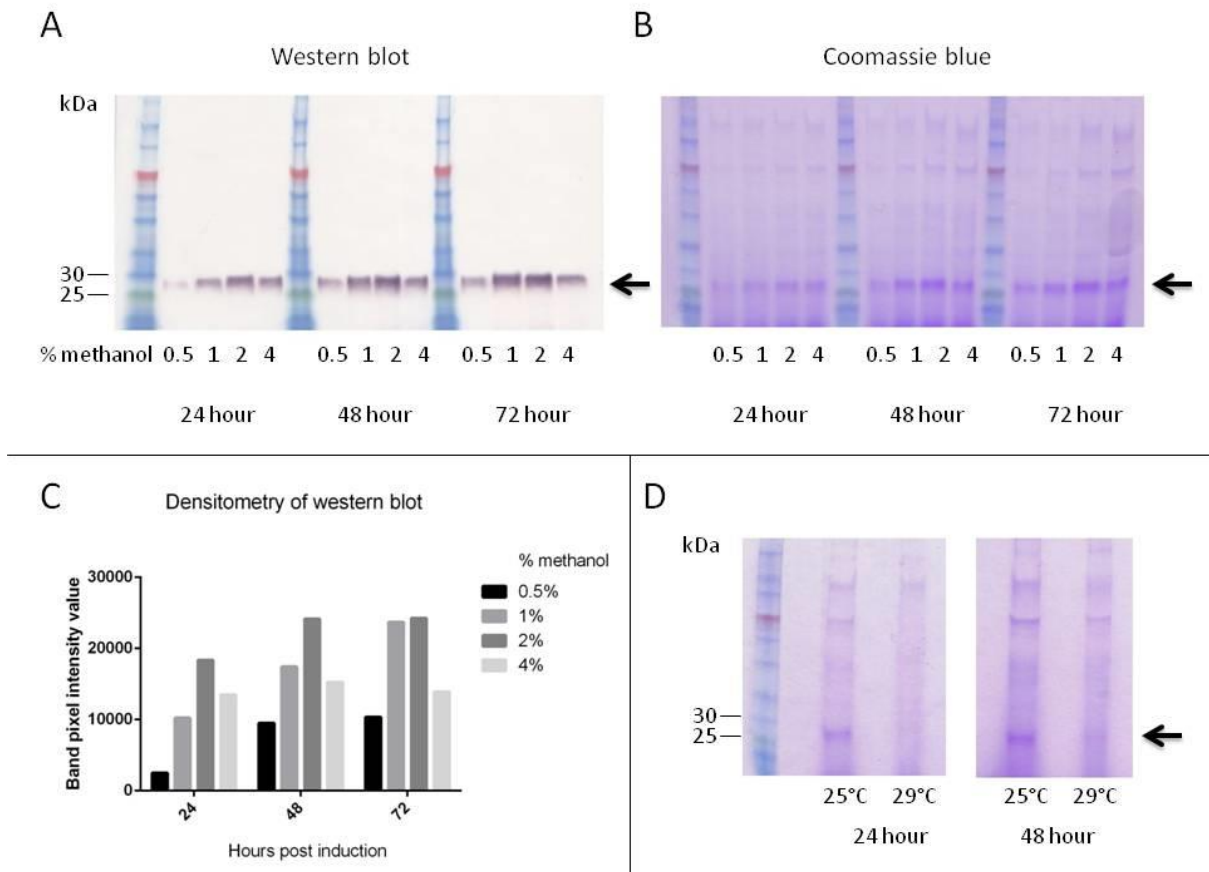 A
Western blot
kDa
30
25
% methanol 0.5 1 2 4 0.5 1 2 4 0.5 1 2 4
24 hour 48 hour 72 hour
B
Coomassie blue
0.5 1 2 4 0.5 1 2 4 0.5 1 2 4
24 hour 48 hour 72 hour
C
Densitometry of western blot
% methanol
0.5%
1%
2%
4%
Band pixel intensity value
30000
20000
10000
0
24 48 72
Hours post induction
D
kDa
30
25
25°C 29°C 25°C 29°C
24 hour 48 hour